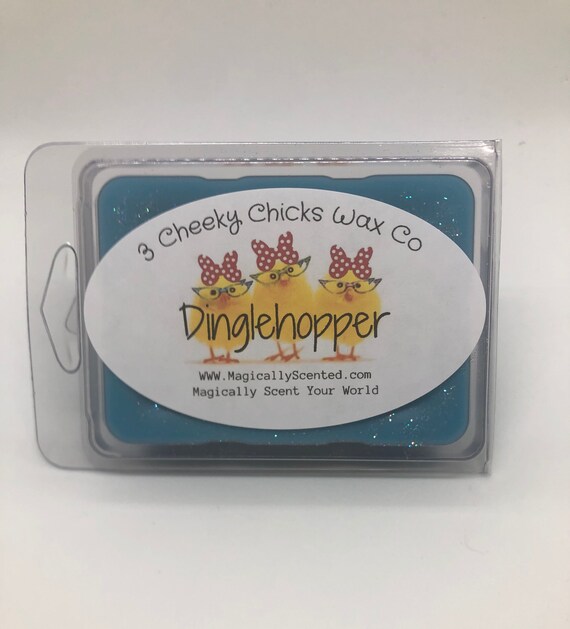 3 Cheeky Chicks Wax Co
Dinglehopper
WWW.MagicallyScented.com
Magically Scent Your World